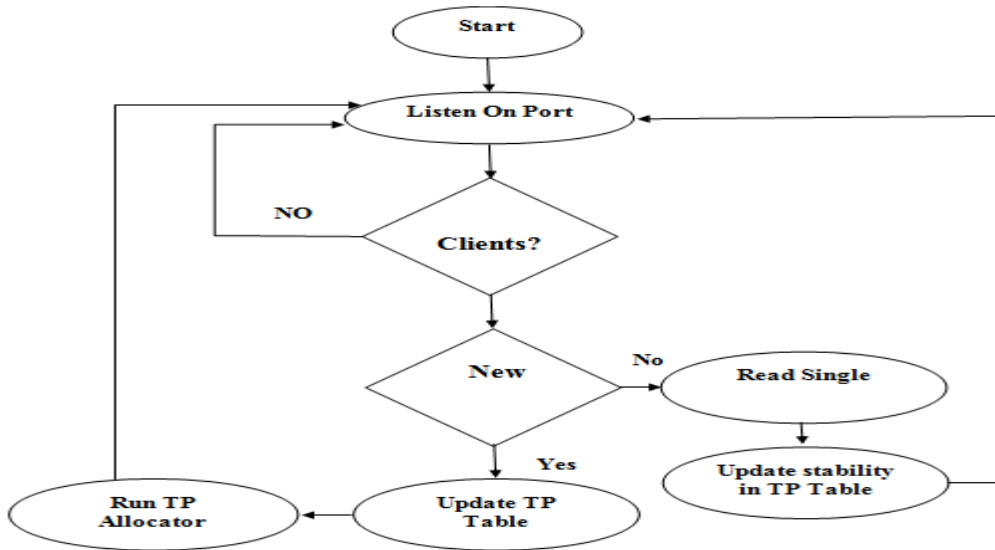 Start
Listen On Port
NO
Clients?
New
No
Read Single
Yes
Update stability
in TP Table
Run TP
Allocator
Update TP
Table